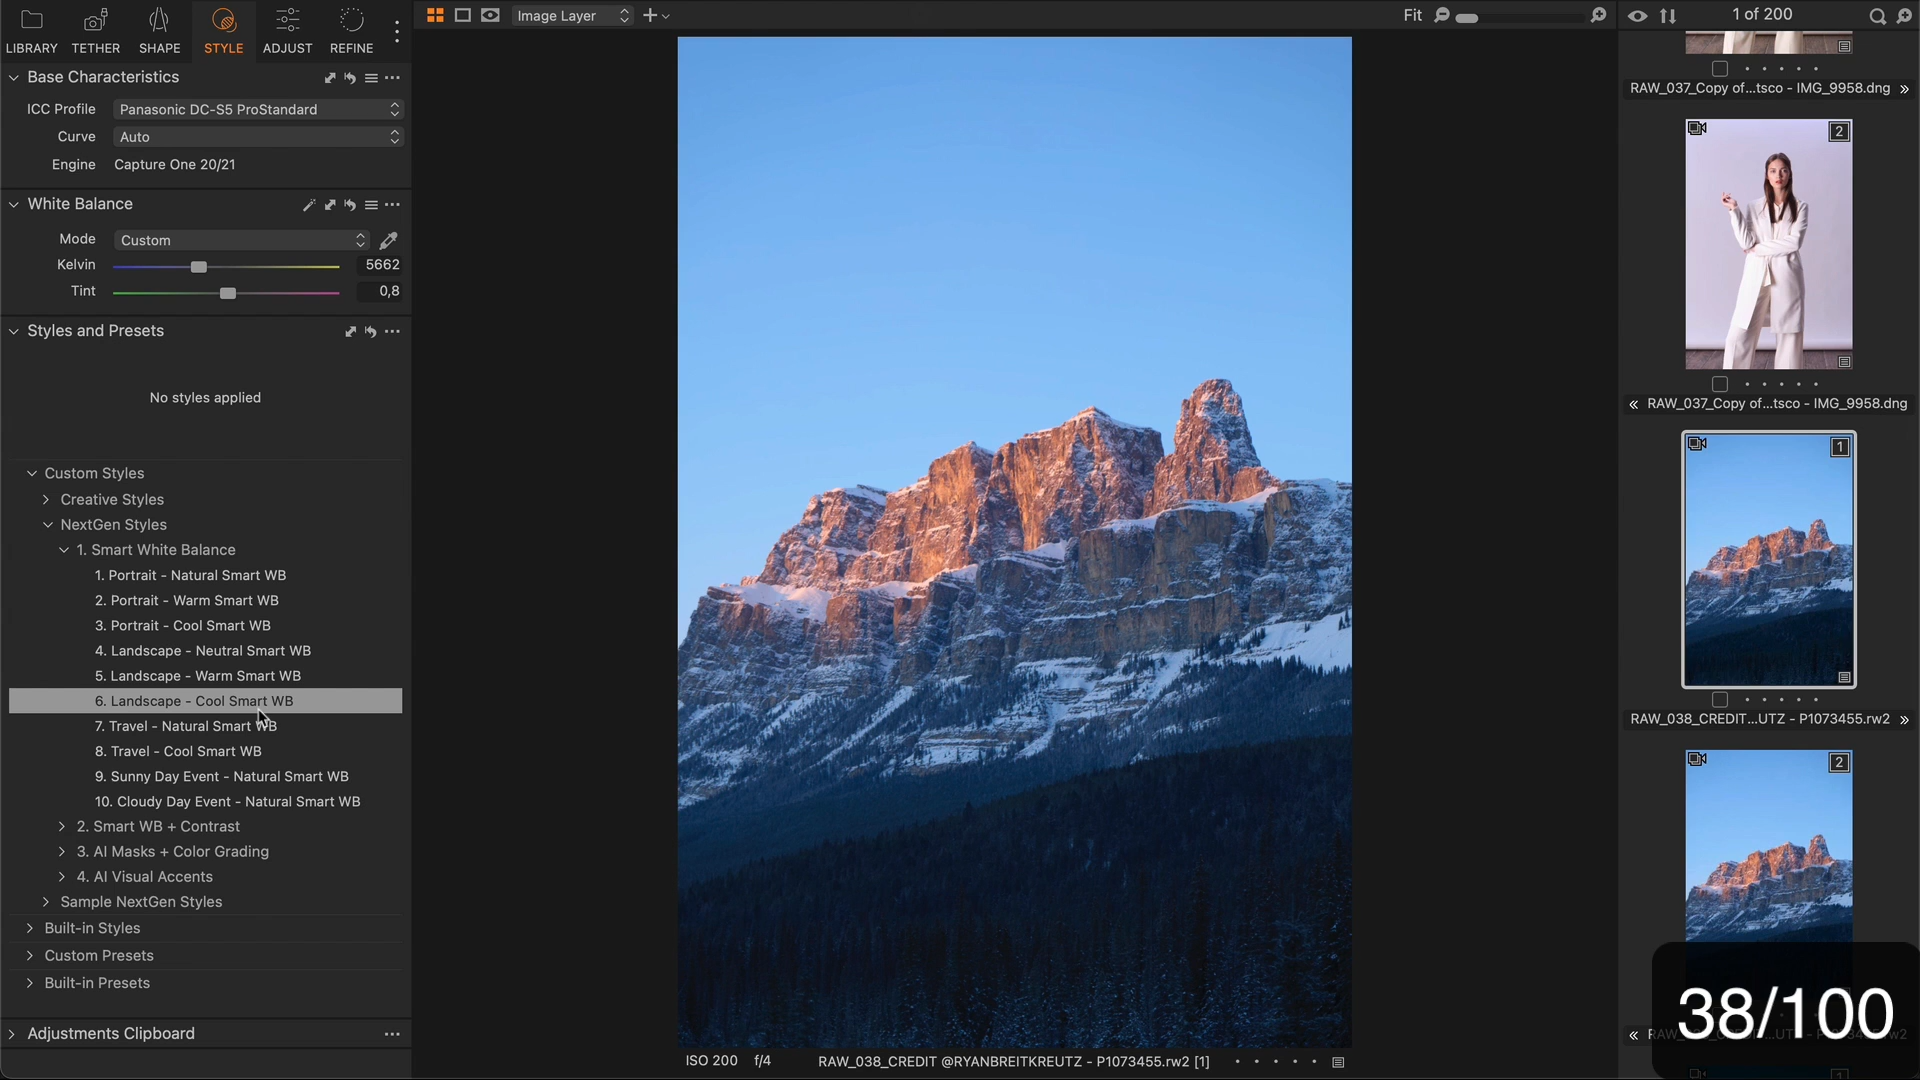 LIBRARY
TETHER
SHAPE
STYLE
ADJUST
REFINE
Image Layer
Fit
1 of 200
Base Characteristics
ICC Profile
Panasonic DC-S5 ProStandard
Curve
Auto
Engine
Capture One 20/21
White Balance
Mode
Custom
Kelvin
5662
Tint
0,8
Styles and Presets
No styles applied
Custom Styles
Creative Styles
NextGen Styles
1. Smart White Balance
1. Portrait - Natural Smart WB
2. Portrait - Warm Smart WB
3. Portrait - Cool Smart WB
4. Landscape - Neutral Smart WB
5. Landscape - Warm Smart WB
6. Landscape - Cool Smart WB
7. Travel - Natural Smart WB
8. Travel - Cool Smart WB
9. Sunny Day Event - Natural Smart WB
10. Cloudy Day Event - Natural Smart WB
2. Smart WB + Contrast
3. AI Masks + Color Grading
4. AI Visual Accents
Sample NextGen Styles
Built-in Styles
Custom Presets
Built-in Presets
Adjustments Clipboard
ISO 200 f/4
RAW_038_CREDIT @RYANBREITKREUTZ - P1073455.rw2 [1]
RAW_037_Copy of...tsco - IMG_9958.dng »
2
« RAW_037_Copy of...tsco - IMG_9958.dng
1
RAW_038_CREDIT...UTZ - P1073455.rw2 »
2
38/100